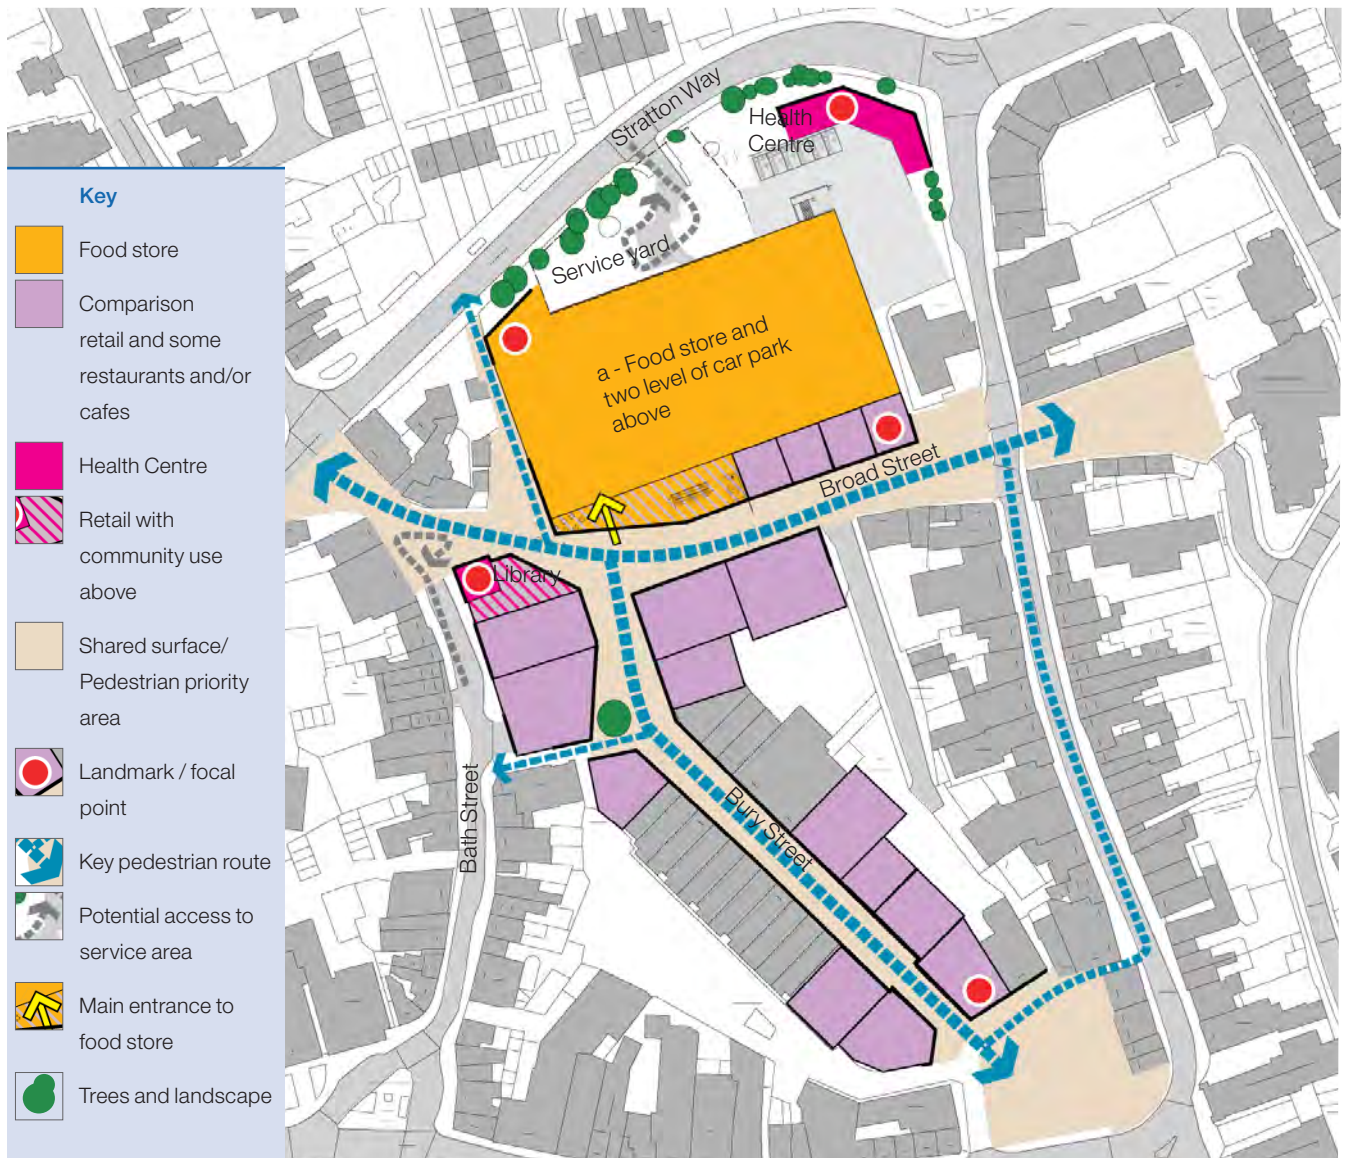 Key
Food store
Comparison
retail and some
restaurants and/or
cafes
Health Centre
Retail with
community use
above
Shared surface/
Pedestrian priority
area
Landmark / focal
point
Key pedestrian route
Potential access to
service area
Main entrance to
food store
Trees and landscape
Stratton Way
Health
Centre
Service yard
a - Food store and
two level of car park
above
Broad Street
Library
Bath Street
Bury Street